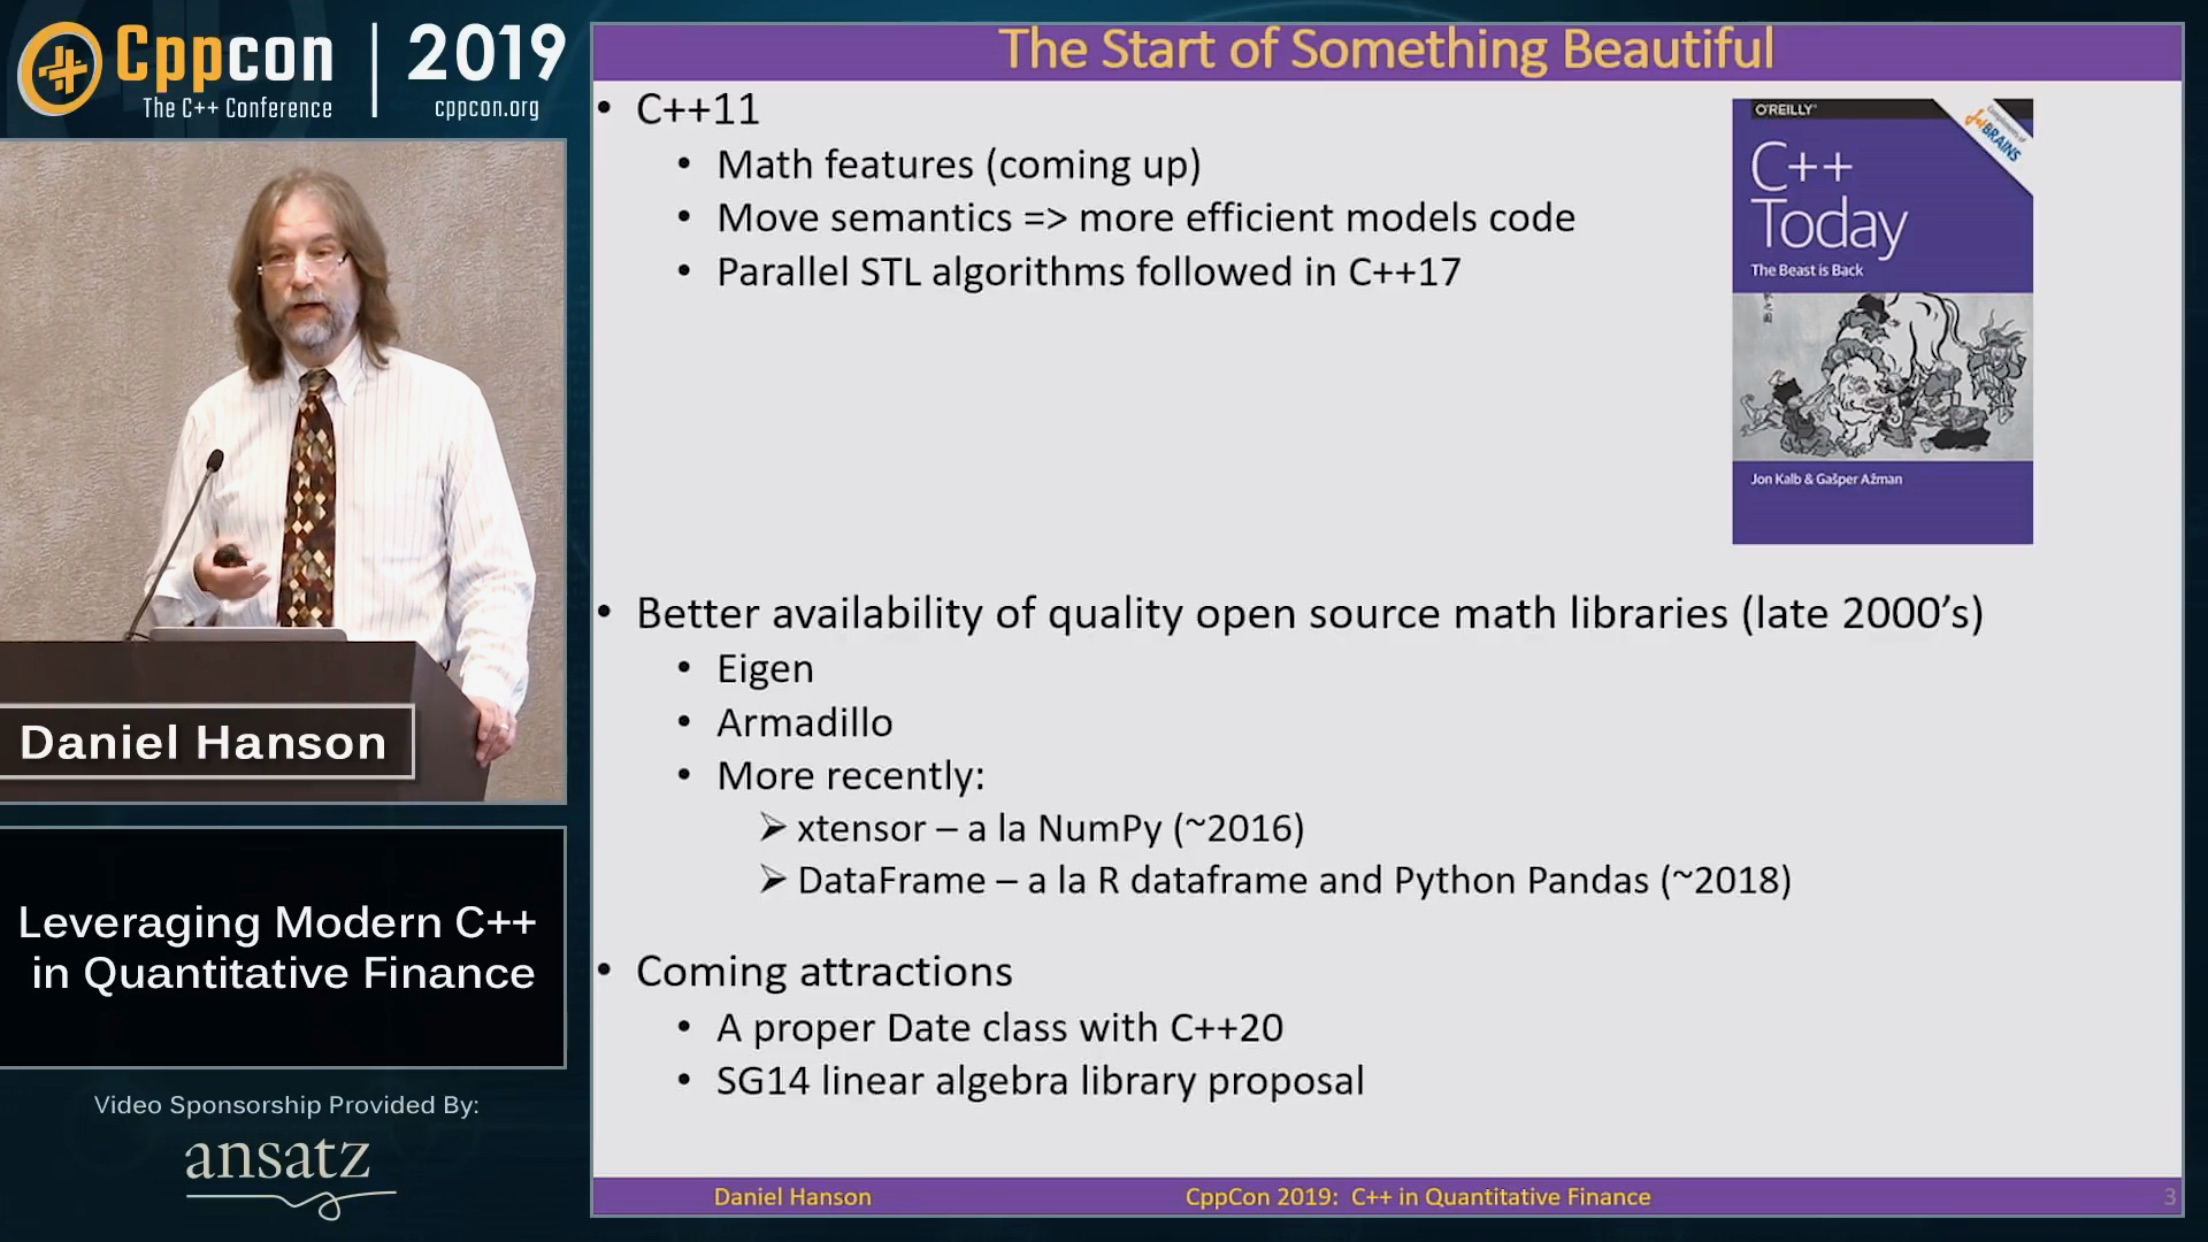 Cppcon | 2019
The C++ Conference cppcon.org
The Start of Something Beautiful
• C++11
• Math features (coming up)
• Move semantics => more efficient models code
• Parallel STL algorithms followed in C++17
O'REILLY
Compliments of
JetBRAINS
C++
Today
The Beast is Back
Jon Kalb & Gašper Ažman
• Better availability of quality open source math libraries (late 2000's)
• Eigen
• Armadillo
• More recently:
➢ xtensor – a la NumPy (~2016)
➢ DataFrame – a la R dataframe and Python Pandas (~2018)
• Coming attractions
• A proper Date class with C++20
• SG14 linear algebra library proposal
Daniel Hanson CppCon 2019: C++ in Quantitative Finance 3
Daniel Hanson
Leveraging Modern C++
in Quantitative Finance
Video Sponsorship Provided By:
ansatz